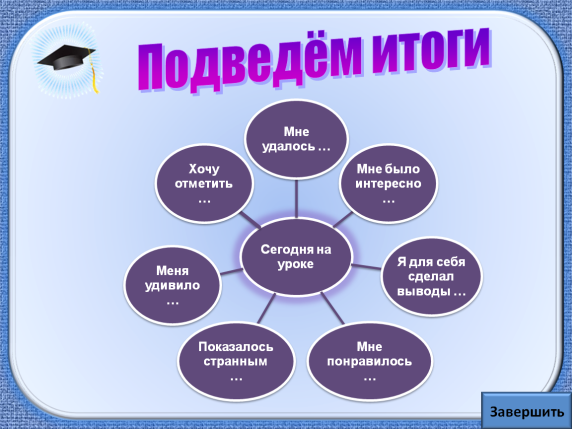 Подведём итоги
Мне
удалось ...
Мне было
интересно
...
Я для себя
сделал
выводы ...
Мне
понравилось
...
Показалось
странным
...
Меня
удивило
...
Хочу
отметить
...
Сегодня на
уроке
Завершить